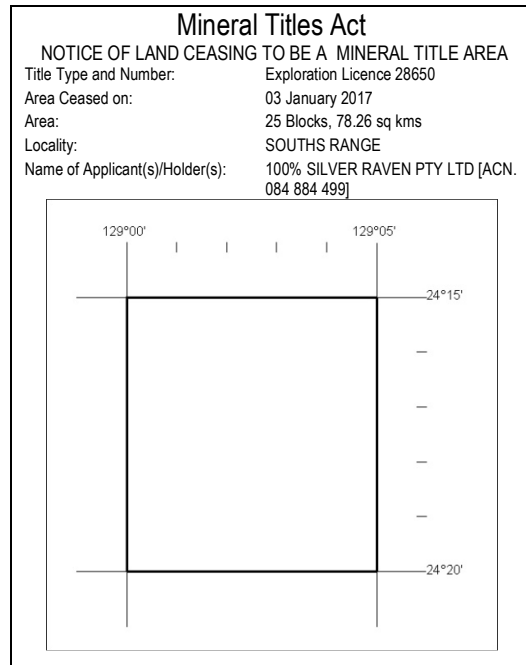 Mineral Titles Act
NOTICE OF LAND CEASING TO BE A MINERAL TITLE AREA
Title Type and Number: Exploration Licence 28650
Area Ceased on: 03 January 2017
Area: 25 Blocks, 78.26 sq kms
Locality: SOUTHS RANGE
Name of Applicant(s)/Holder(s): 100% SILVER RAVEN PTY LTD [ACN.
084 884 499]
129°00' 129°05'
24°15'
24°20'